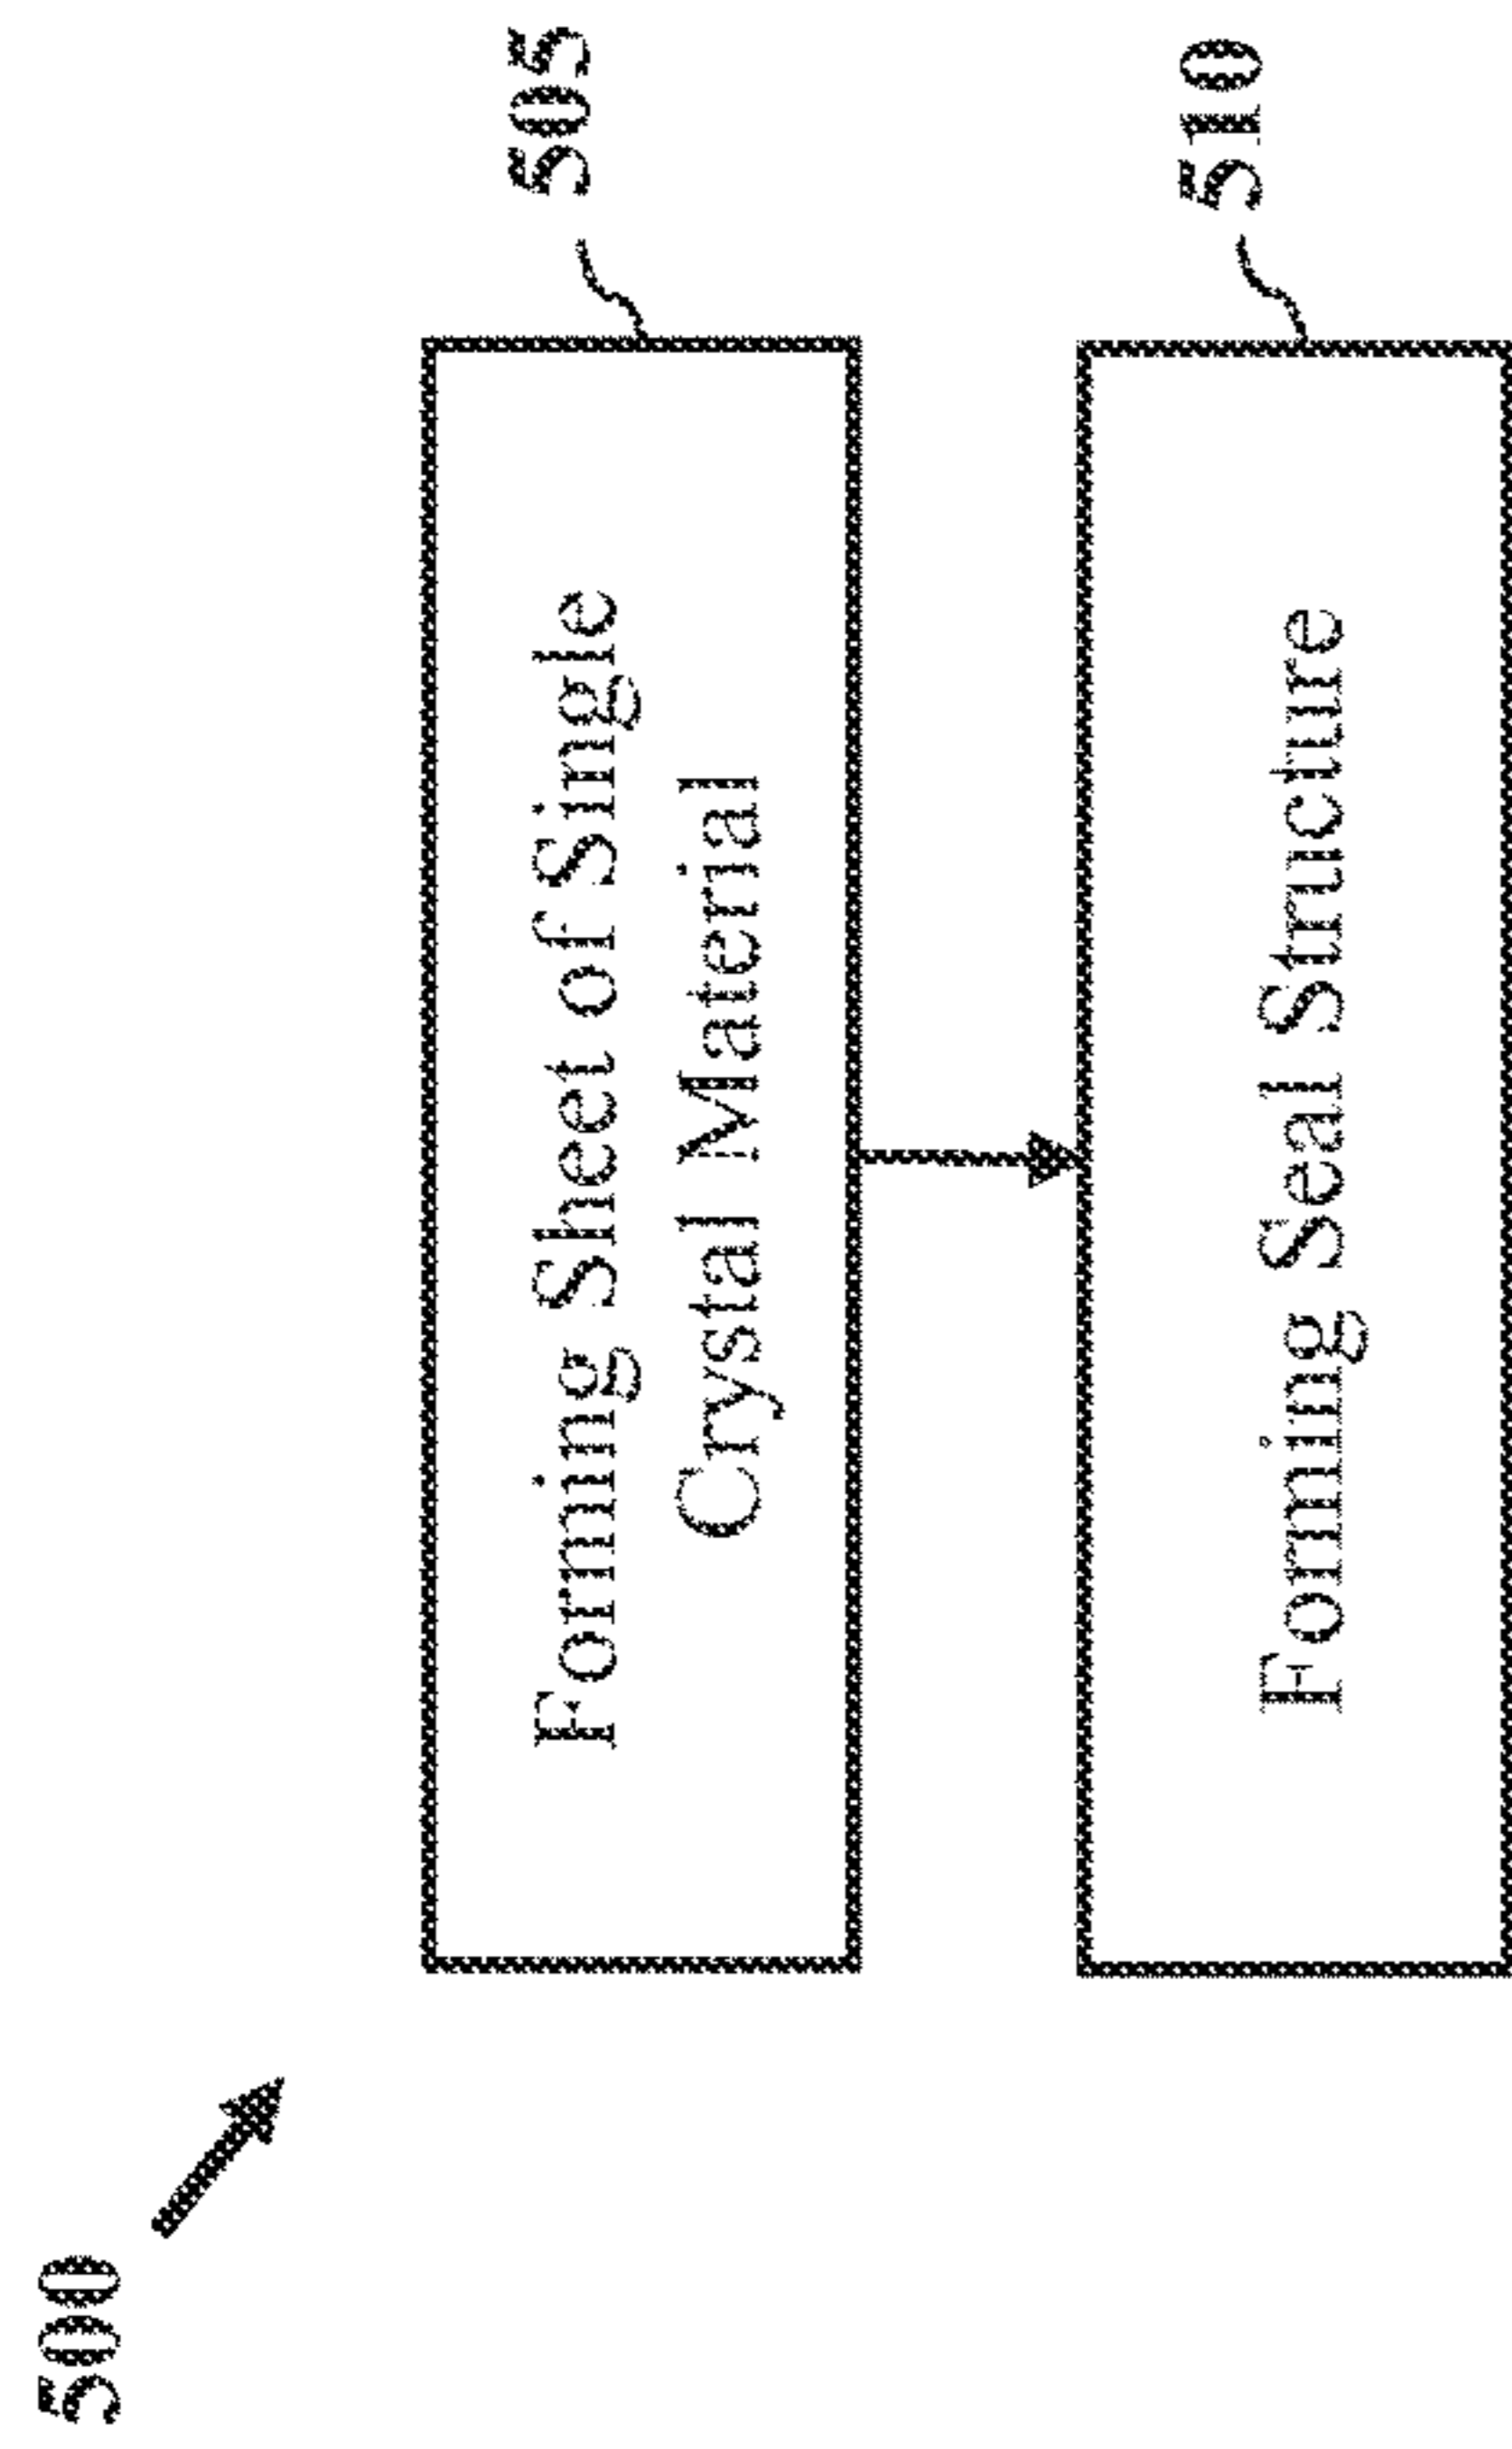 500
505
Forming Sheet of Single
Crystal Material
510
Forming Seal Structure